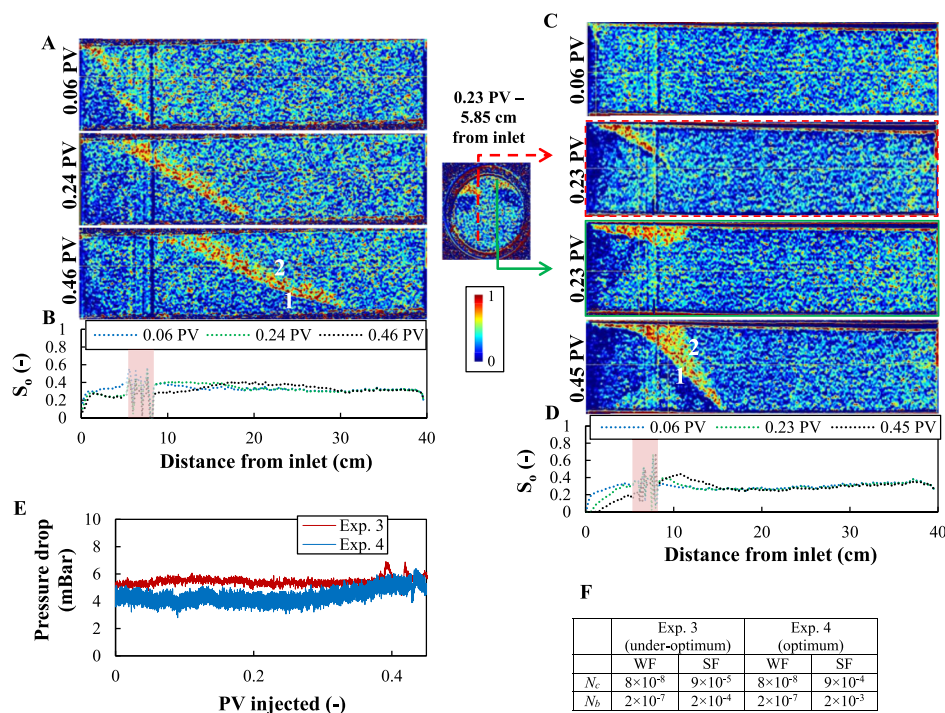 A
0.06 PV
0.24 PV
0.46 PV
2
1
B
0.06 PV 0.24 PV 0.46 PV
1
0.8
0.6
0.4
0.2
0
Sₒ (-)
0 10 20 30 40
Distance from inlet (cm)
0.23 PV –
5.85 cm
from inlet
1
0
C
0.06 PV
0.23 PV
0.23 PV
0.45 PV
2
1
D
0.06 PV 0.23 PV 0.45 PV
1
0.8
0.6
0.4
0.2
0
Sₒ (-)
0 10 20 30 40
Distance from inlet (cm)
E
Exp. 3
Exp. 4
10
8
6
4
2
0
Pressure drop
(mBar)
0 0.2 0.4
PV injected (-)
F
Exp. 3 Exp. 4
(under-optimum) (optimum)
WF SF WF SF
N_c 8×10⁻⁸ 9×10⁻⁵ 8×10⁻⁸ 9×10⁻⁴
N_b 2×10⁻⁷ 2×10⁻⁴ 2×10⁻⁷ 2×10⁻³